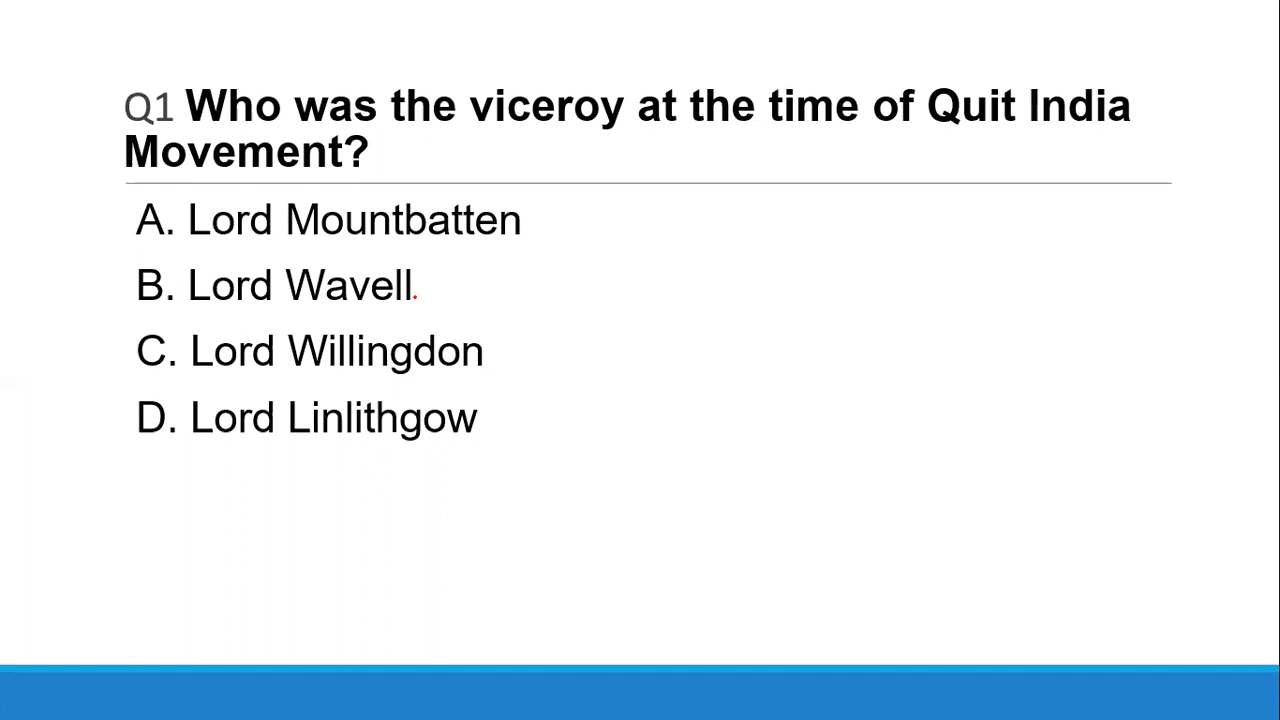 Q1 Who was the viceroy at the time of Quit India
Movement?
A. Lord Mountbatten
B. Lord Wavell
C. Lord Willingdon
D. Lord Linlithgow